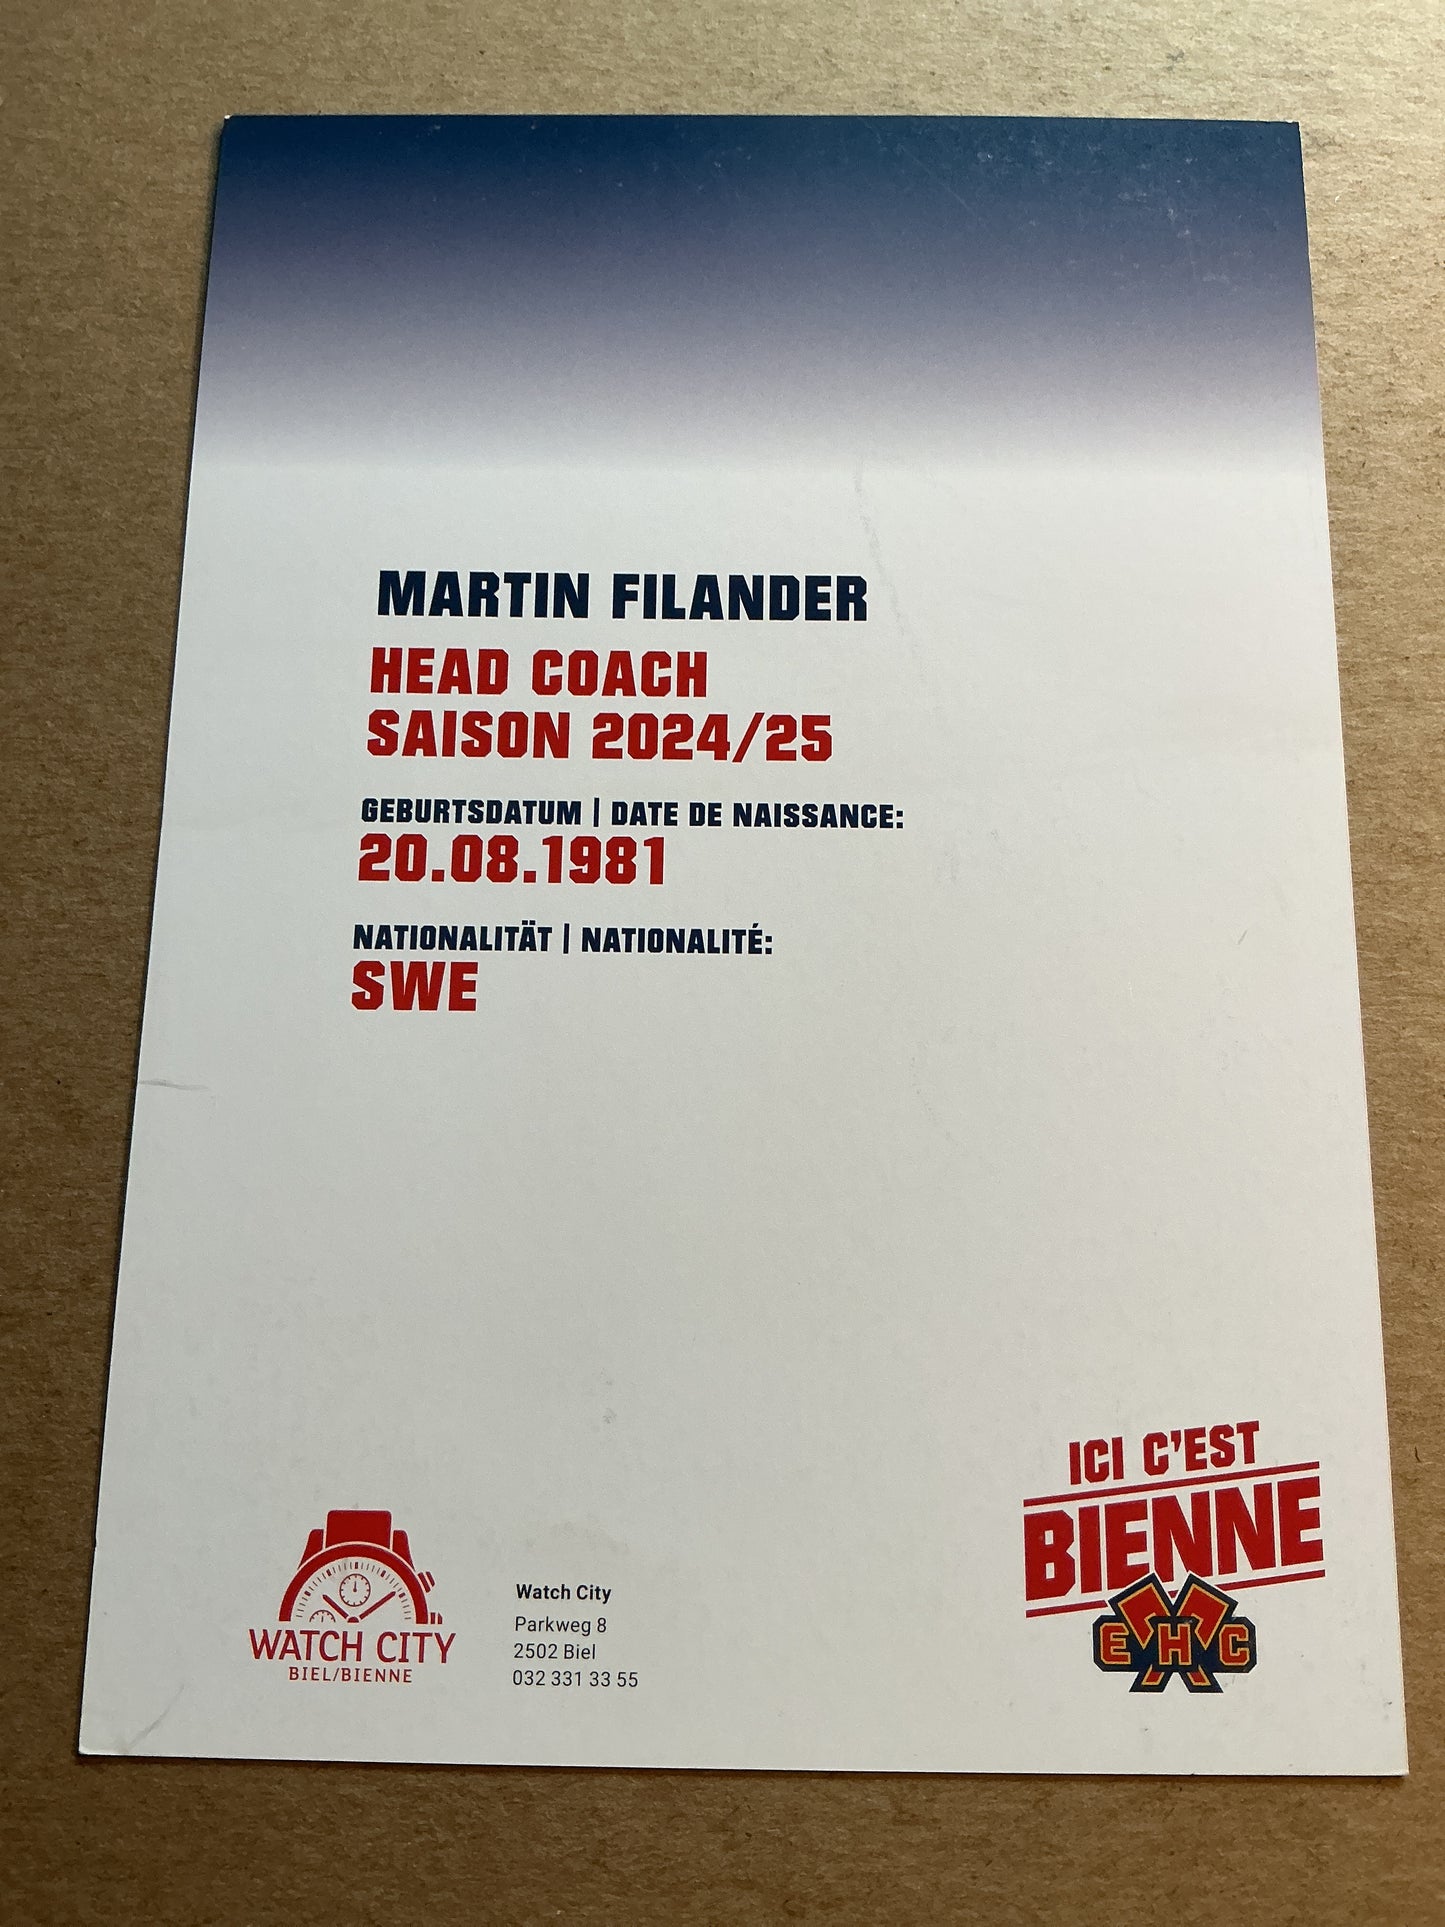 MARTIN FILANDER
HEAD COACH
SAISON 2024/25
GEBURTSDATUM | DATE DE NAISSANCE:
20.08.1981
NATIONALITÄT | NATIONALITÉ:
SWE
ICI C'EST
BIENNE
EHC
WATCH CITY
BIEL/BIENNE
Watch City
Parkweg 8
2502 Biel
032 331 33 55